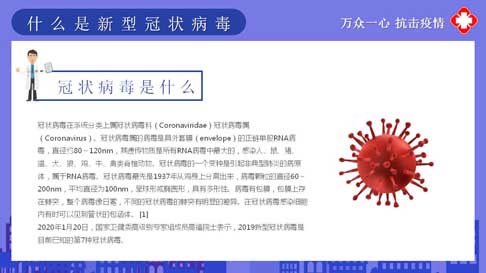 什么是新型冠状病毒
万众一心 抗击疫情
冠状病毒是什么
冠状病毒在系统分类上属冠状病毒科（Coronaviridae）冠状病毒属
（Coronavirus）。冠状病毒属的病毒是具外套膜（envelope）的正链单股RNA病
毒，直径约80－120nm，其遗传物质是所有RNA病毒中最大的，感染人、鼠、猪、
猫、犬、狼、鸡、牛、禽类脊椎动物。冠状病毒的一个变种是引起非典型肺炎的病原
体，属于RNA病毒。冠状病毒最先是1937年从鸡身上分离出来，病毒颗粒的直径60－
200nm，平均直径为100nm，呈球形或椭圆形，具有多形性。病毒有包膜，包膜上存
在棘突，整个病毒像日冕，不同的冠状病毒的棘突有明显的差异。在冠状病毒感染细胞
内有时可以见到管状的包涵体。[1]
2020年1月20日，国家卫健委高级别专家组成员高福院士表示，2019新型冠状病毒是
目前已知的第7种冠状病毒。